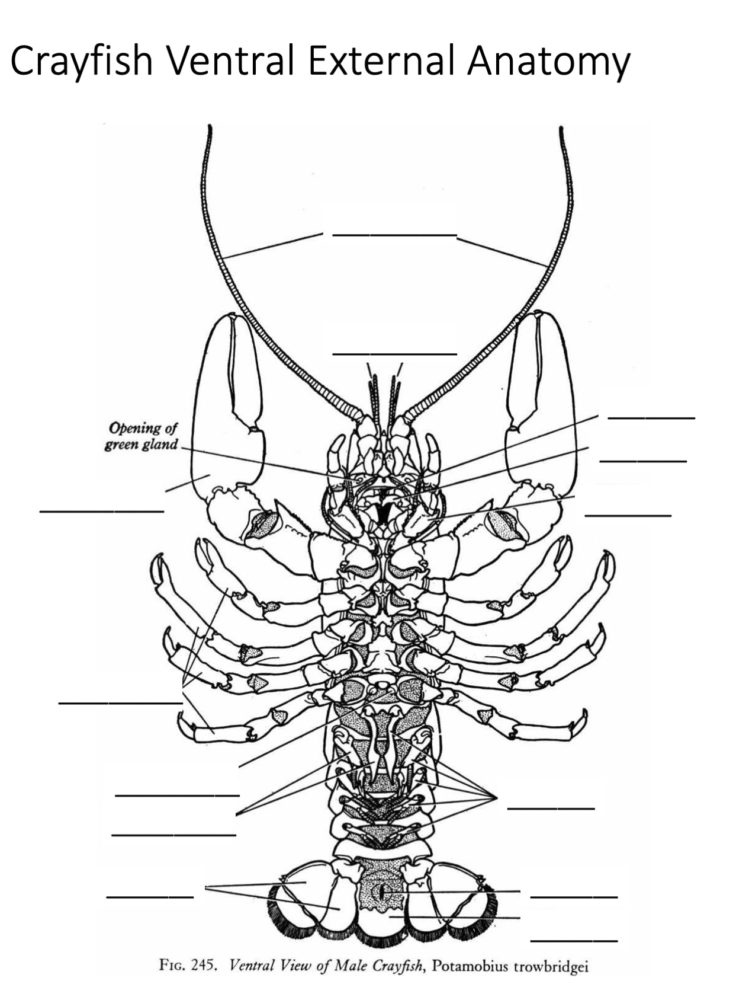 Crayfish Ventral External Anatomy
Opening of
green gland
FIG. 245. Ventral View of Male Crayfish, Potamobius trowbridgei